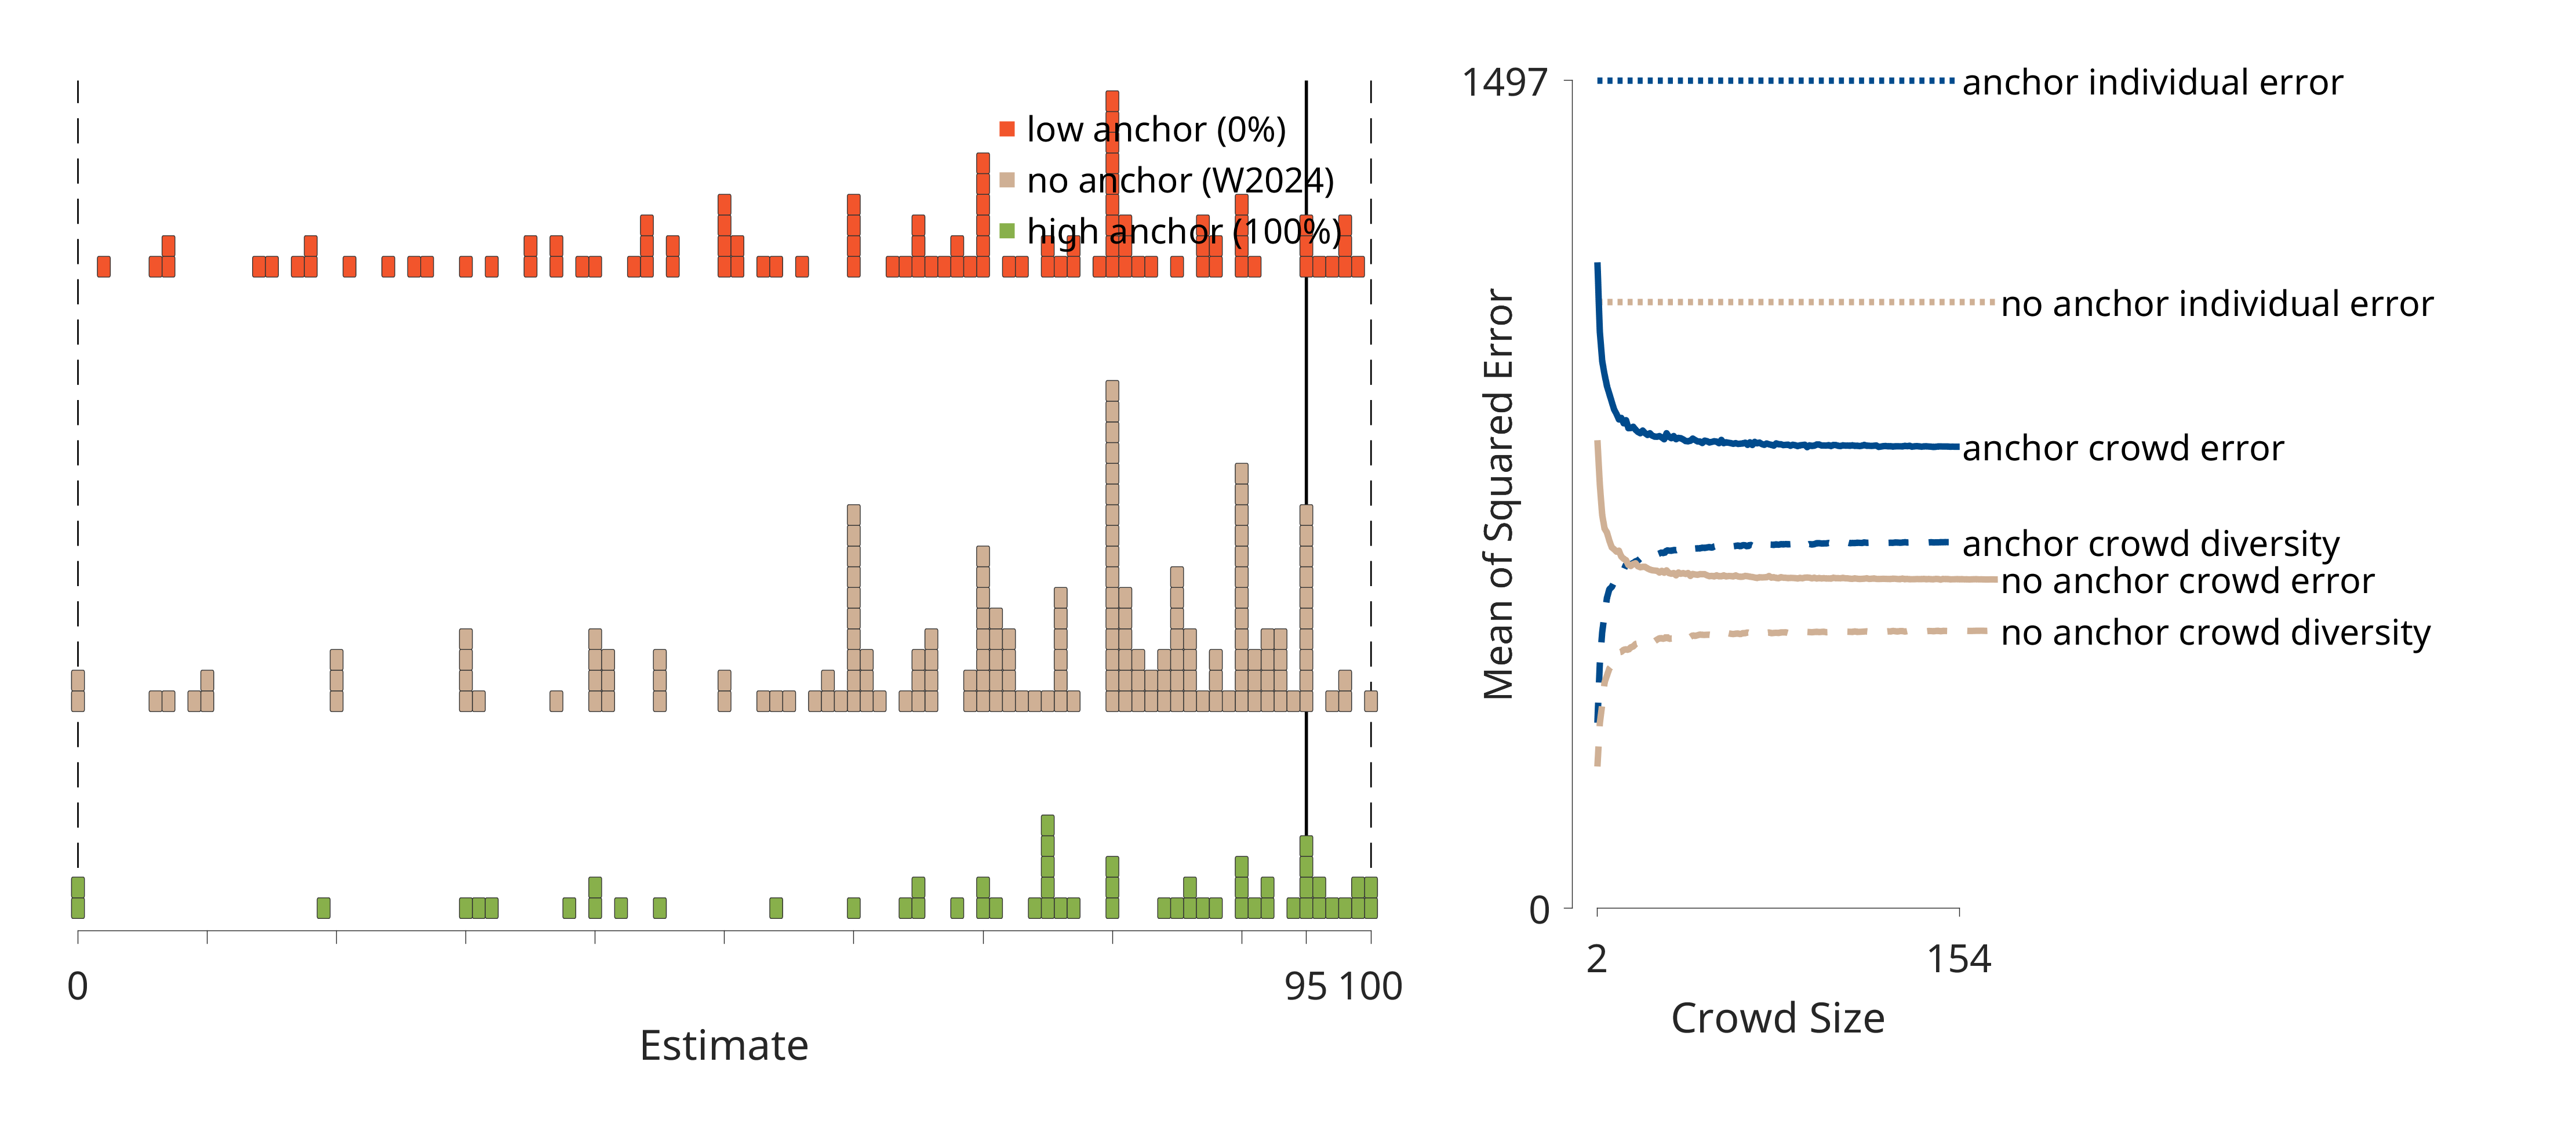 low anchor (0%)
no anchor (W2024)
high anchor (100%)
0
95
100
Estimate
1497
0
Mean of Squared Error
2
154
Crowd Size
anchor individual error
no anchor individual error
anchor crowd error
anchor crowd diversity
no anchor crowd error
no anchor crowd diversity